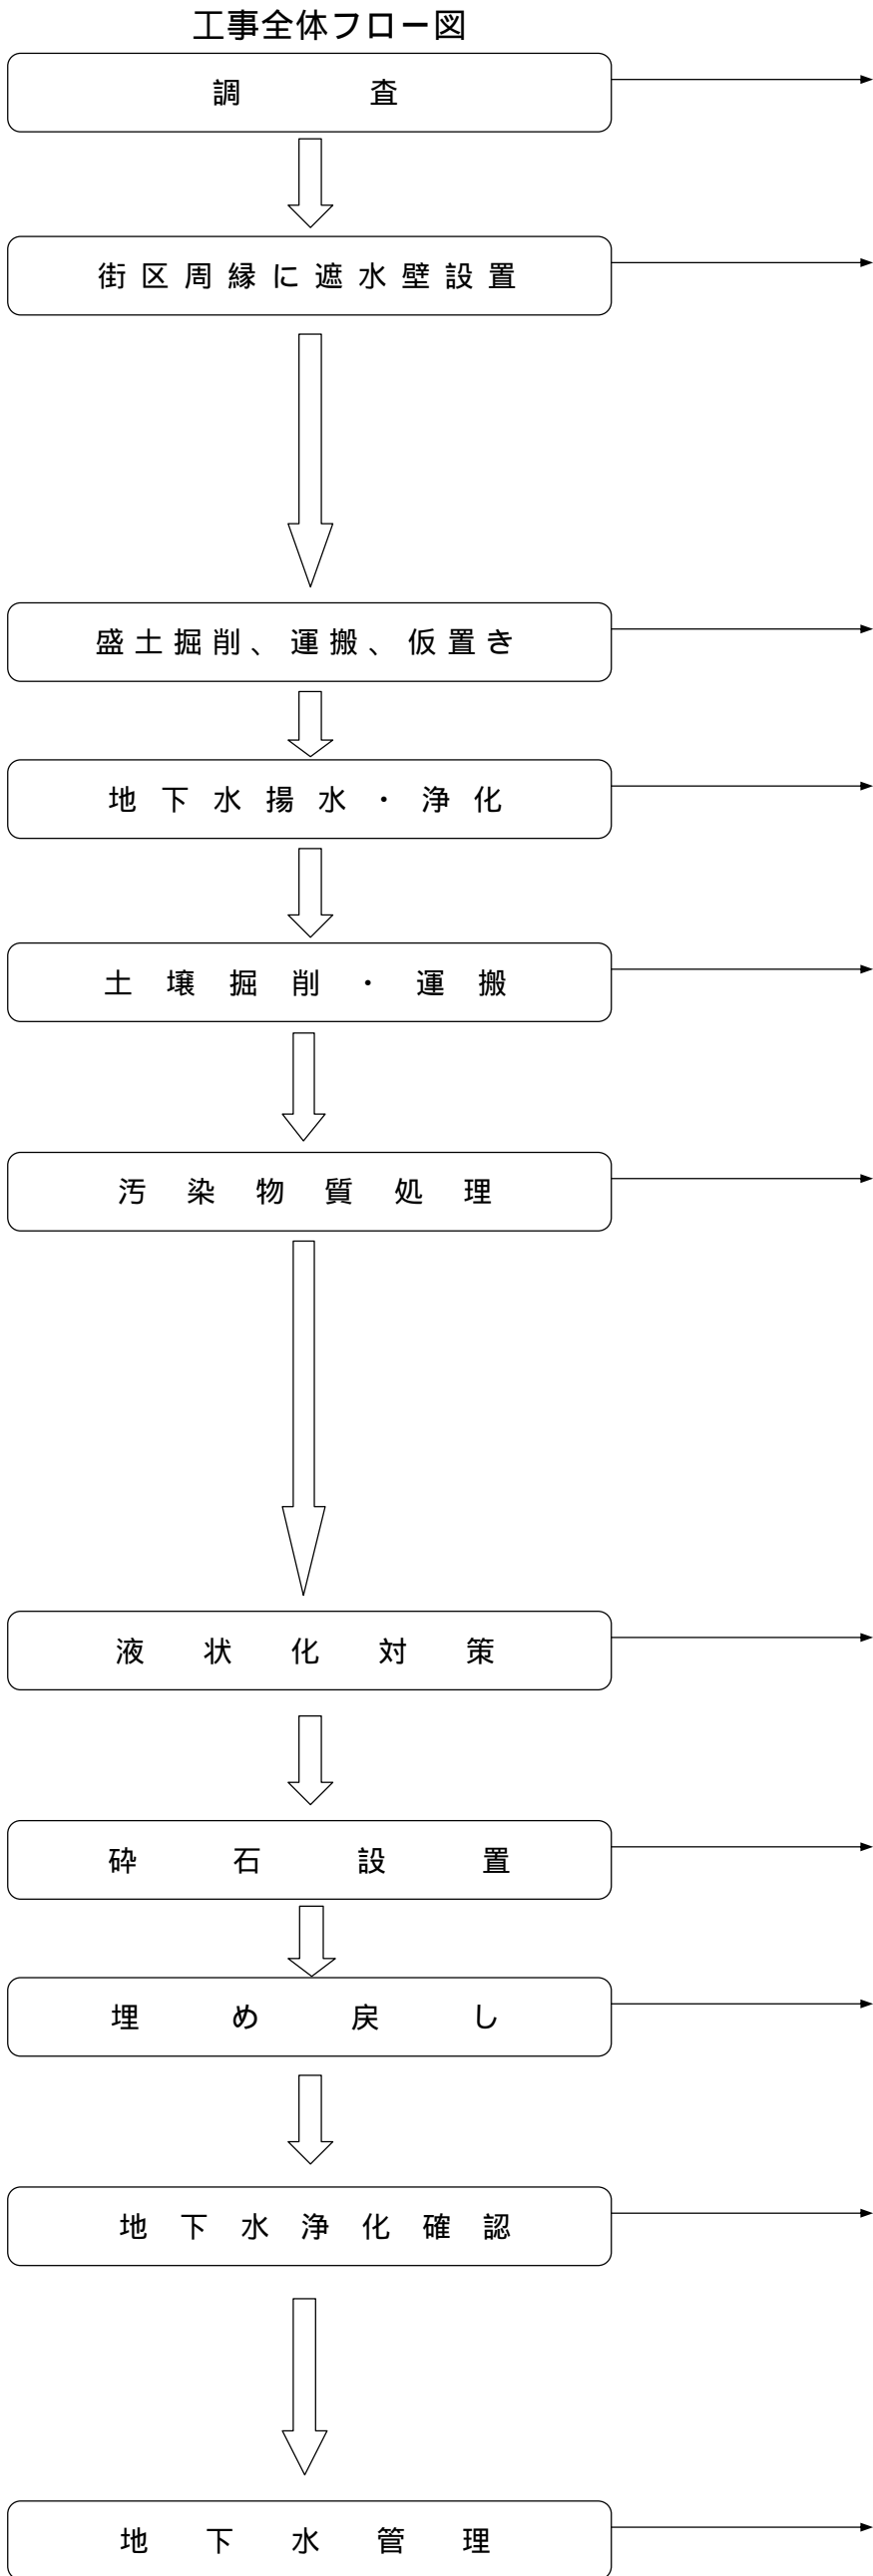 工事全体フロー図
調査
街区周縁に遮水壁設置
盛土掘削、運搬、仮置き
地下水揚水・浄化
土壌掘削・運搬
汚染物質処理
液状化対策
砕石設置
埋め戻し
地下水浄化確認
地下水管理